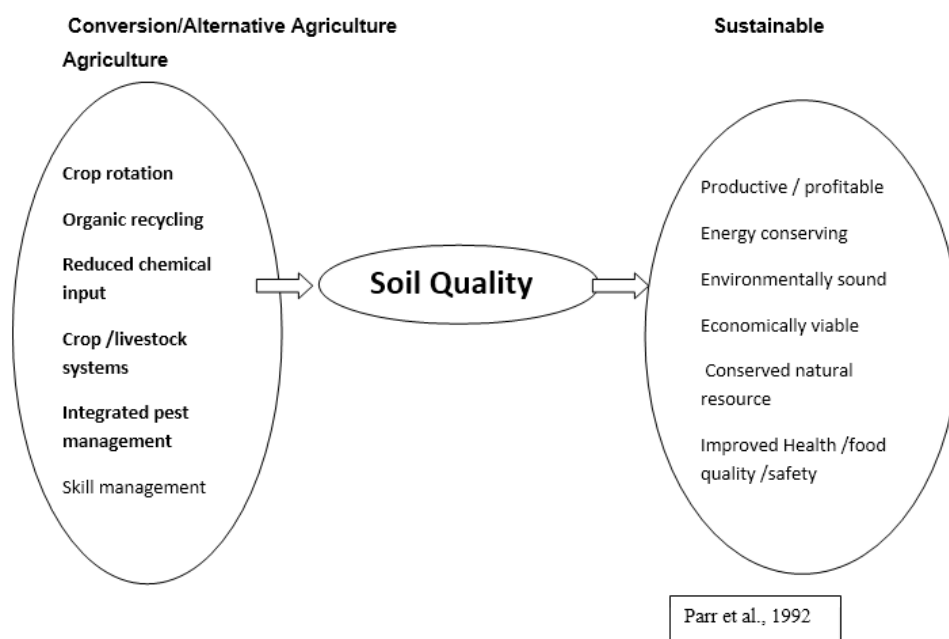 Conversion/Alternative Agriculture
Sustainable
Agriculture
Crop rotation
Organic recycling
Reduced chemical
input
Crop /livestock
systems
Integrated pest
management
Skill management
Soil Quality
Productive / profitable
Energy conserving
Environmentally sound
Economically viable
Conserved natural
resource
Improved Health /food
quality /safety
Parr et al., 1992